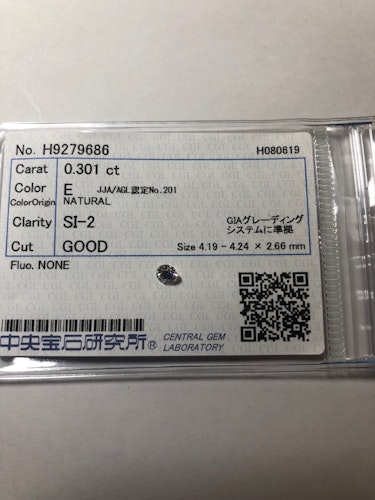 No. H9279686 H080619
Carat 0.301 ct
Color E JJA/AGL認定No.201
ColorOrigin NATURAL
Clarity SI-2 GIAグレーディング
システムに準拠
Cut GOOD Size 4.19 - 4.24 × 2.66 mm
Fluo. NONE
中央宝石研究所® CENTRAL GEM
LABORATORY